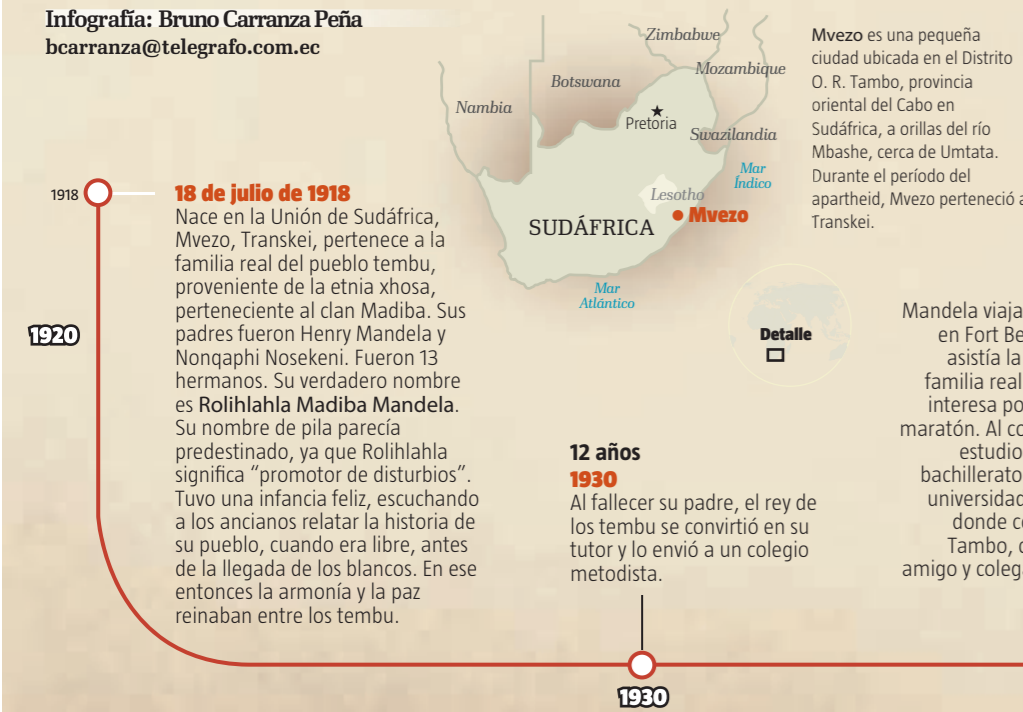 Infografía: Bruno Carranza Peña
bcarranza@telegrafo.com.ec
Zimbabwe
Botswana
Mozambique
Nambia
Pretoria
Swazilandia
Mar
Índico
Lesotho
Mvezo
SUDÁFRICA
Mar
Atlántico
Mvezo es una pequeña
ciudad ubicada en el Distrito
O. R. Tambo, provincia
oriental del Cabo en
Sudáfrica, a orillas del río
Mbashe, cerca de Umtata.
Durante el período del
apartheid, Mvezo perteneció a
Transkei.
Detalle
1918
18 de julio de 1918
Nace en la Unión de Sudáfrica,
Mvezo, Transkei, pertenece a la
familia real del pueblo tembu,
proveniente de la etnia xhosa,
perteneciente al clan Madiba. Sus
padres fueron Henry Mandela y
Nonqaphi Nosekeni. Fueron 13
hermanos. Su verdadero nombre
es Rolihlahla Madiba Mandela.
Su nombre de pila parecía
predestinado, ya que Rolihlahla
significa “promotor de disturbios”.
Tuvo una infancia feliz, escuchando
a los ancianos relatar la historia de
su pueblo, cuando era libre, antes
de la llegada de los blancos. En ese
entonces la armonía y la paz
reinaban entre los tembu.
1920
12 años
1930
Al fallecer su padre, el rey de
los tembu se convirtió en su
tutor y lo envió a un colegio
metodista.
1930
Mandela viaja
en Fort Be
asistía la
familia real
interesa po
maratón. Al co
estudio
bachillerato
universidad
donde c
Tambo, 
amigo y coleg